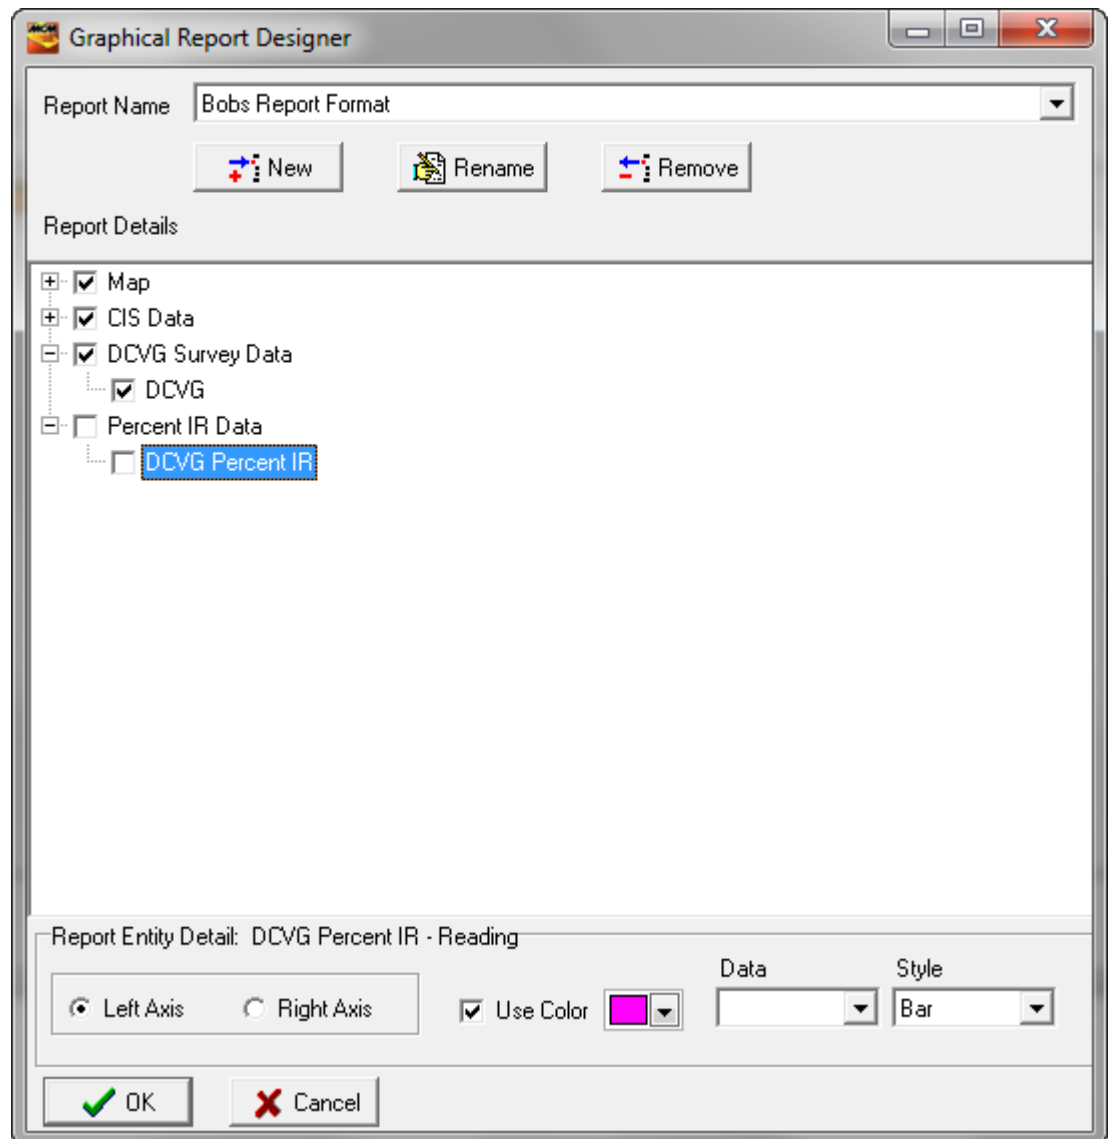 MCM Graphical Report Designer
Report Name Bobs Report Format
New Rename Remove
Report Details
Map
CIS Data
DCVG Survey Data
DCVG
Percent IR Data
DCVG Percent IR
Report Entity Detail: DCVG Percent IR - Reading
Data Style
Left Axis Right Axis Use Color Bar
OK Cancel